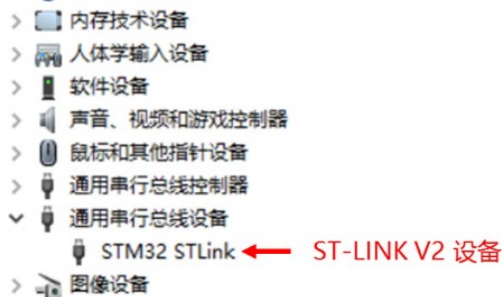 内存技术设备
人体学输入设备
软件设备
声音、视频和游戏控制器
鼠标和其他指针设备
通用串行总线控制器
通用串行总线设备
STM32 STLink ST-LINK V2 设备
图像设备